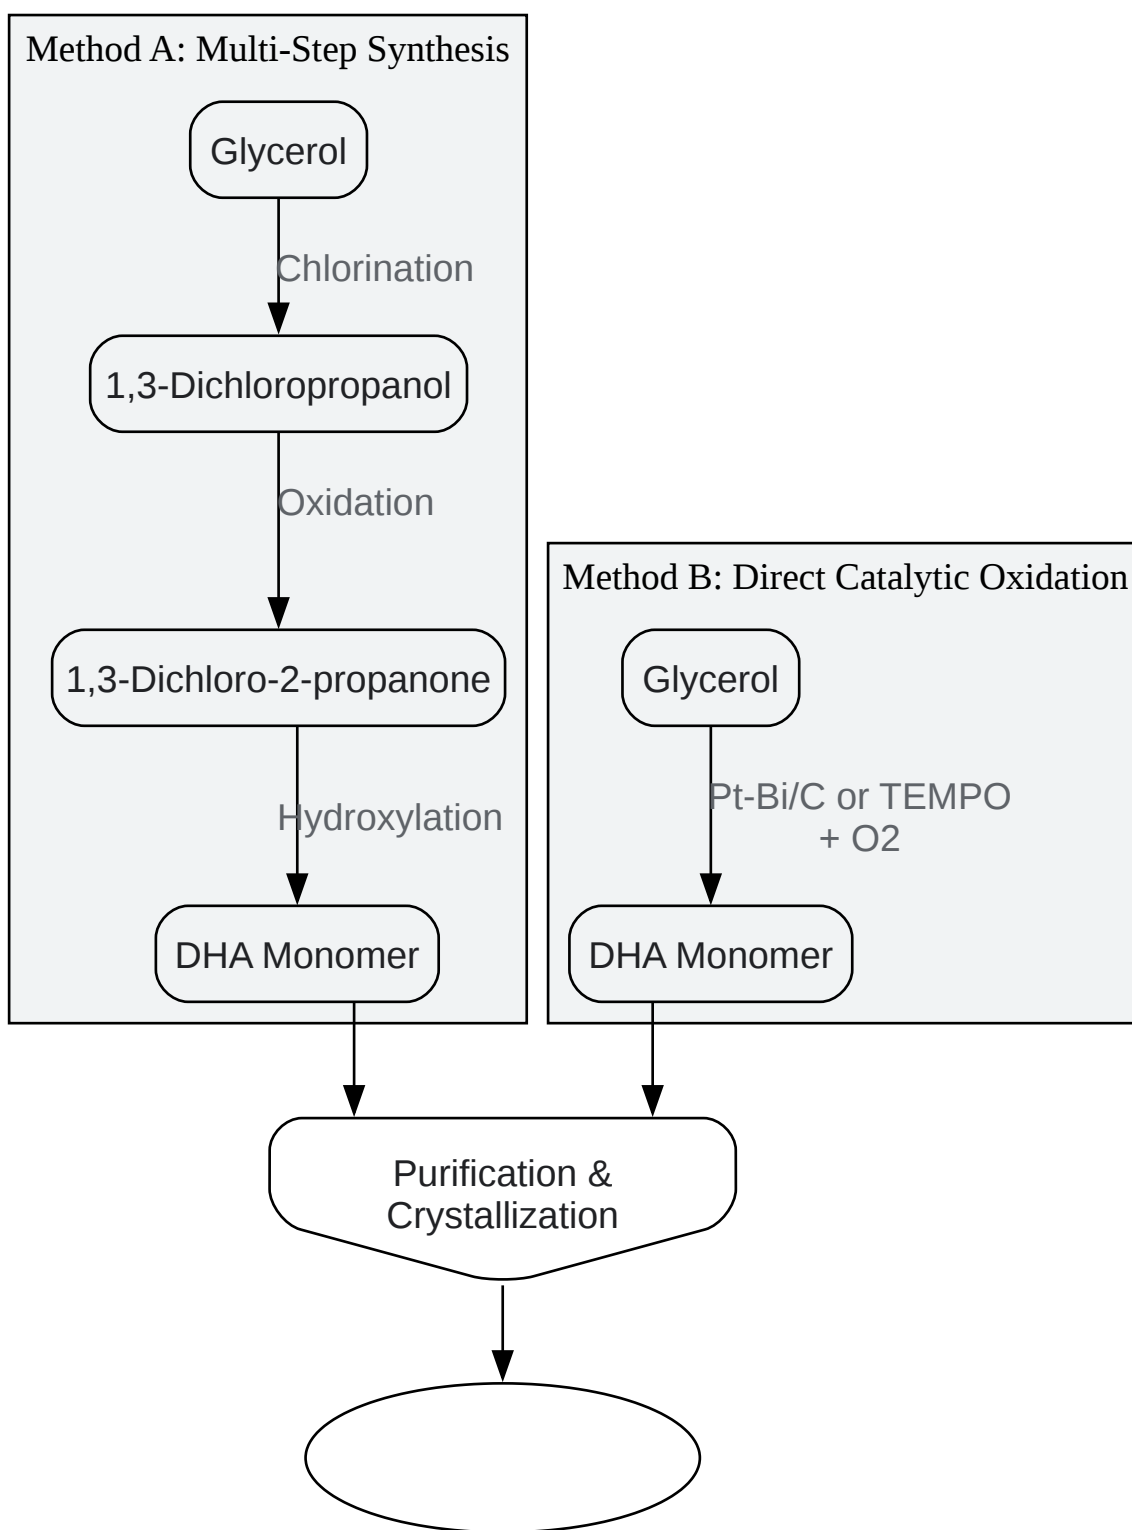 Method A: Multi-Step Synthesis
Glycerol
Chlorination
1,3-Dichloropropanol
Oxidation
1,3-Dichloro-2-propanone
Hydroxylation
DHA Monomer
Method B: Direct Catalytic Oxidation
Glycerol
Pt-Bi/C or TEMPO
+ O2
DHA Monomer
Purification &
Crystallization